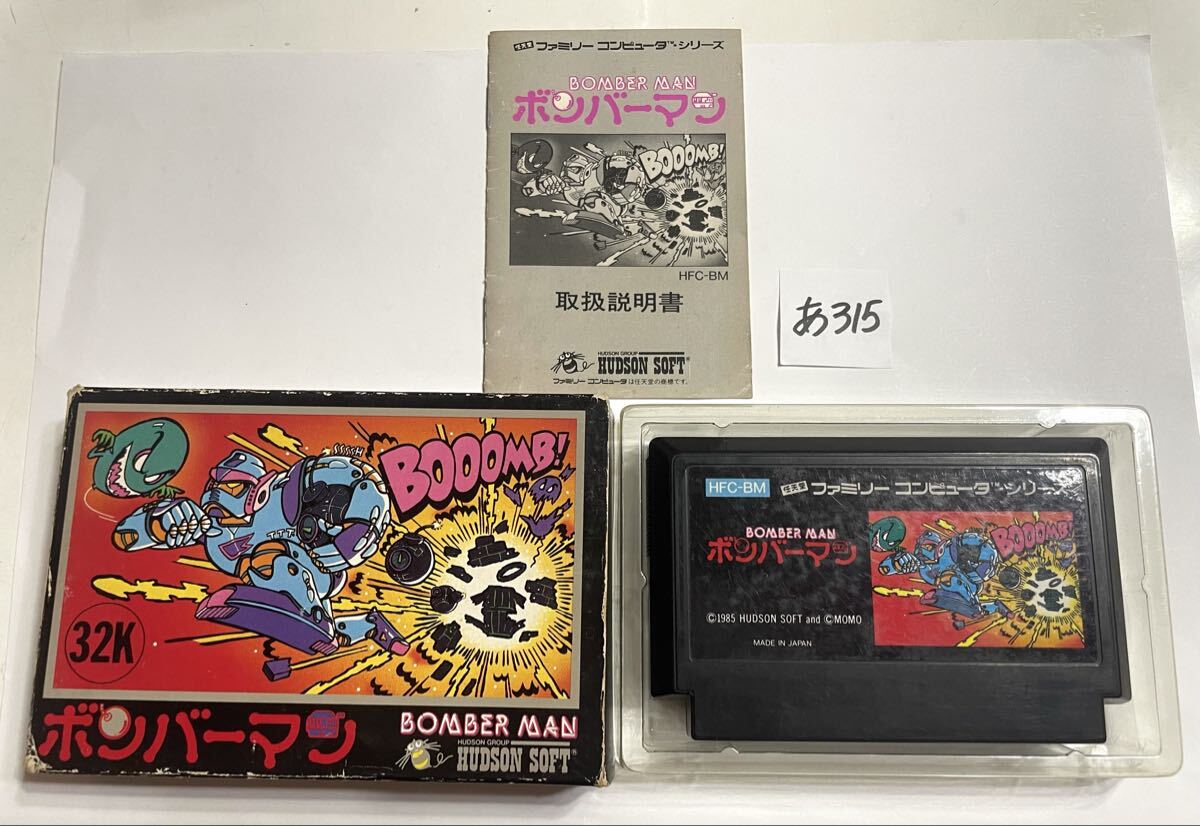 任天堂 ファミリー コンピュータ™シリーズ
BOMBER MAN
ボンバーマン
BOOOMB!
HFC-BM
取扱説明書
HUDSON GROUP
HUDSON SOFT®
ファミリー コンピュータは任天堂の商標です。
あ315
SSSSH
BOOOMB!
32K
ボンバーマン
BOMBER MAN
HUDSON GROUP
HUDSON SOFT®
HFC-BM
任天堂 ファミリー コンピュータ™シリーズ
BOMBER MAN
ボンバーマン
BOOOMB!
©1985 HUDSON SOFT and ©MOMO
MADE IN JAPAN